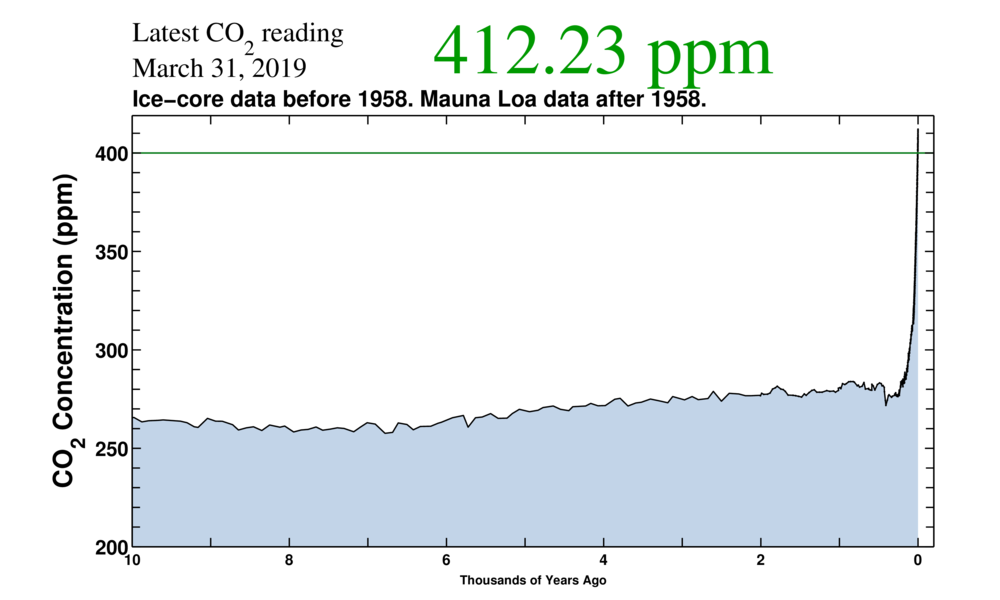 Latest CO2 reading
March 31, 2019
412.23 ppm
Ice-core data before 1958. Mauna Loa data after 1958.
CO2 Concentration (ppm)
400
350
300
250
200
10 8 6 4 2 0
Thousands of Years Ago